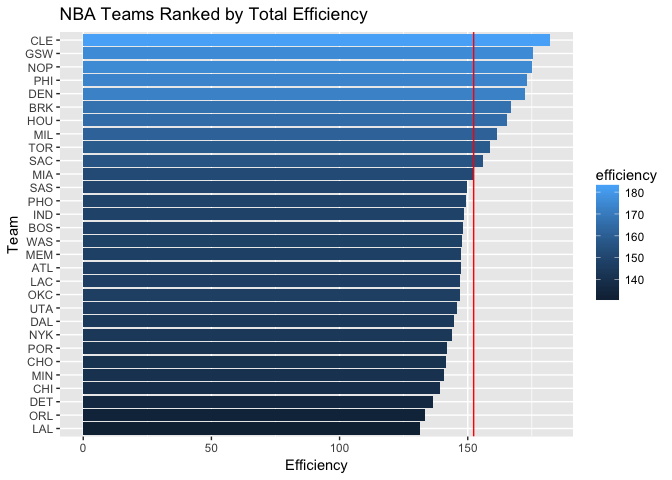 NBA Teams Ranked by Total Efficiency
Team
CLE
GSW
NOP
PHI
DEN
BRK
HOU
MIL
TOR
SAC
MIA
SAS
PHO
IND
BOS
WAS
MEM
ATL
LAC
OKC
UTA
DAL
NYK
POR
CHO
MIN
CHI
DET
ORL
LAL
0 50 100 150
Efficiency
efficiency
180
170
160
150
140